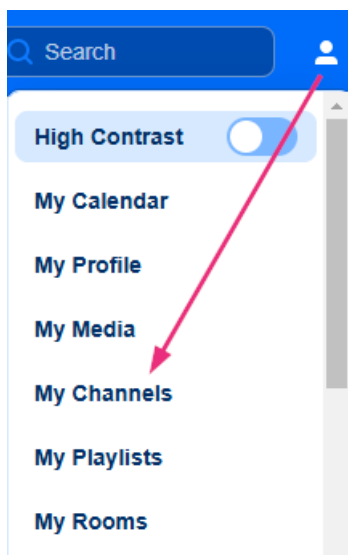 Search
High Contrast
My Calendar
My Profile
My Media
My Channels
My Playlists
My Rooms